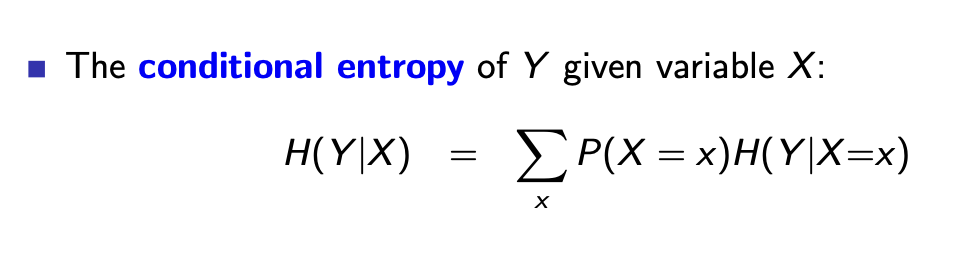 ■ The conditional entropy of Y given variable X:
H(Y|X) = ∑ₓ P(X = x)H(Y|X=x)